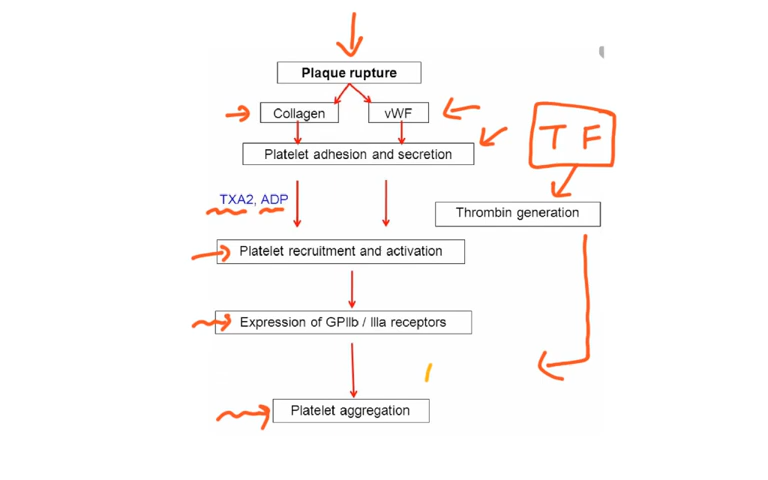 Plaque rupture
Collagen
vWF
TF
Platelet adhesion and secretion
TXA2, ADP
Thrombin generation
Platelet recruitment and activation
Expression of GPIIb / IIIa receptors
Platelet aggregation